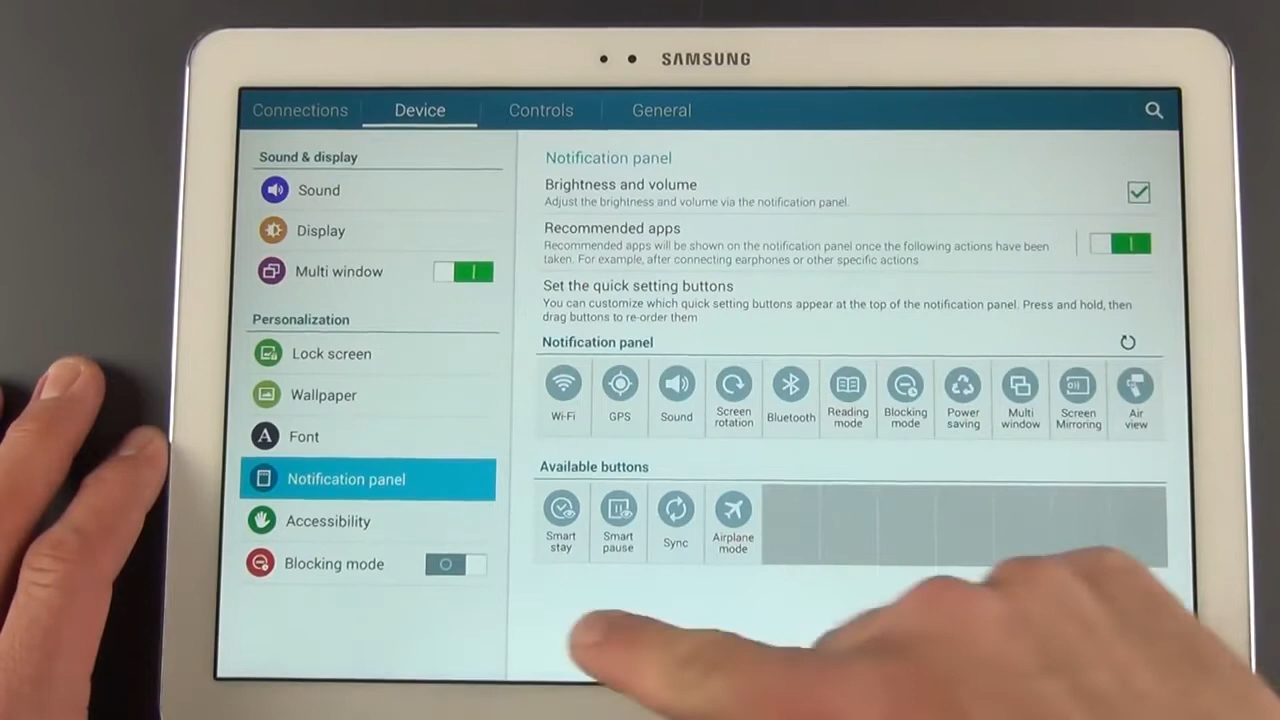 SAMSUNG
Connections
Device
Controls
General
Sound & display
Sound
Display
Multi window
Personalization
Lock screen
Wallpaper
A Font
Notification panel
Accessibility
Blocking mode
Notification panel
Brightness and volume
Adjust the brightness and volume via the notification panel.
Recommended apps
Recommended apps will be shown on the notification panel once the following actions have been
taken. For example, after connecting earphones or other specific actions
Set the quick setting buttons
You can customize which quick setting buttons appear at the top of the notification panel. Press and hold, then
drag buttons to re-order them
Notification panel
Wi-Fi
GPS
Sound
Screen
rotation
Bluetooth
Reading
mode
Blocking
mode
Power
saving
Multi
window
Screen
Mirroring
Air
view
Available buttons
Smart
stay
Smart
pause
Sync
Airplane
mode